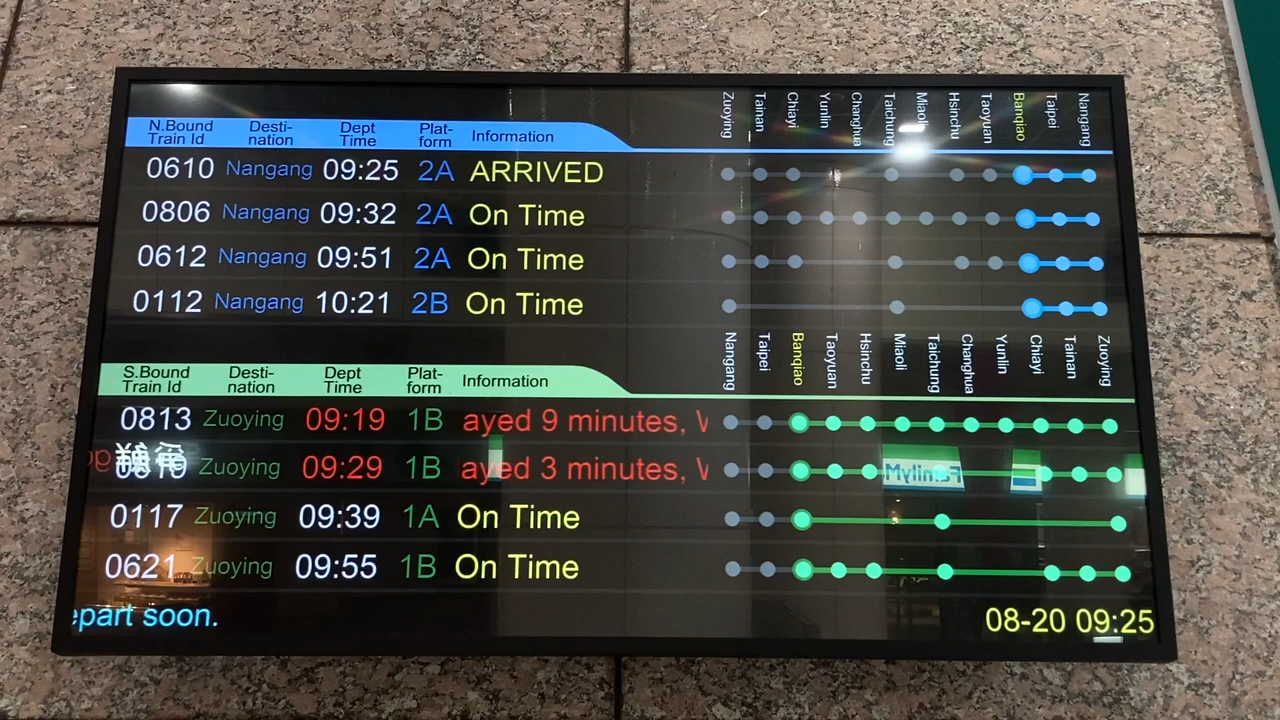 Zuoying Tainan Chiayi Yunlin Changhua Taichung Miaoli Hsinchu Taoyuan Banqiao Taipei Nangang
N.Bound Train Id Desti-nation Dept Time Plat-form Information
0610 Nangang 09:25 2A ARRIVED
0806 Nangang 09:32 2A On Time
0612 Nangang 09:51 2A On Time
0112 Nangang 10:21 2B On Time
Nangang Taipei Banqiao Taoyuan Hsinchu Miaoli Taichung Changhua Yunlin Chiayi Tainan Zuoying
S.Bound Train Id Desti-nation Dept Time Plat-form Information
0813 Zuoying 09:19 1B ayed 9 minutes,
Zuoying 09:29 1B ayed 3 minutes,
0117 Zuoying 09:39 1A On Time
0621 Zuoying 09:55 1B On Time
epart soon. 08-20 09:25